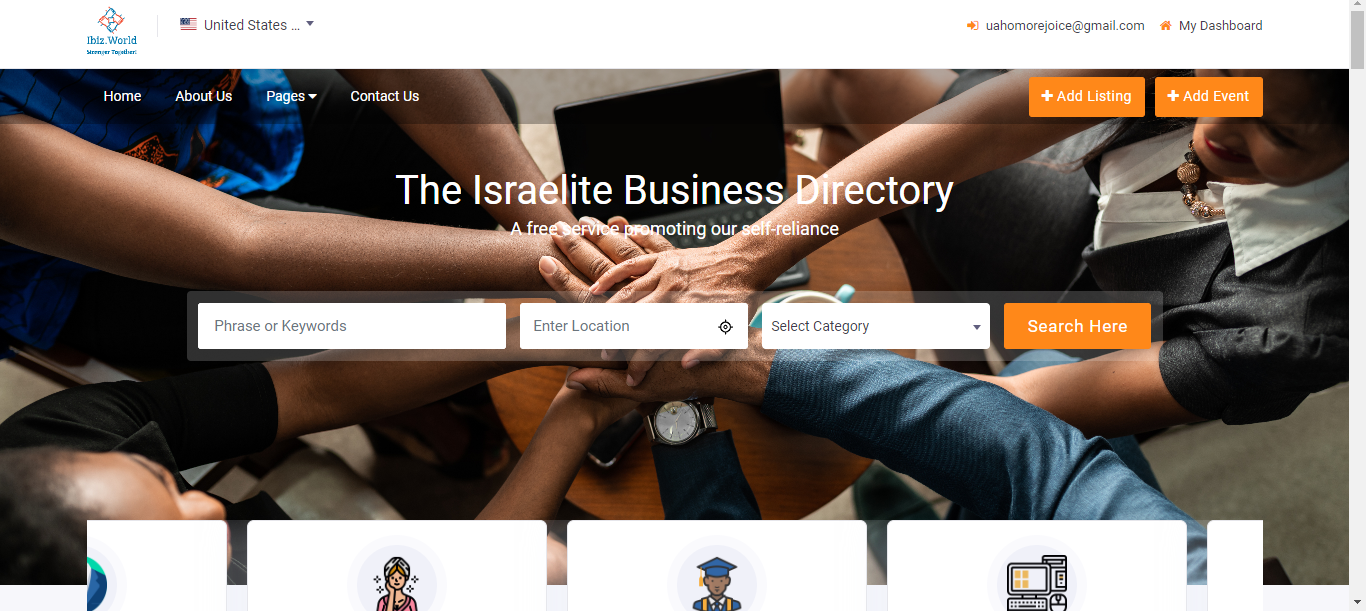 Ibiz.World
Stronger Together!
United States ...
uahomorejoice@gmail.com
My Dashboard
Home
About Us
Pages
Contact Us
Add Listing
Add Event
The Israelite Business Directory
A free service promoting our self-reliance
Phrase or Keywords
Enter Location
Select Category
Search Here